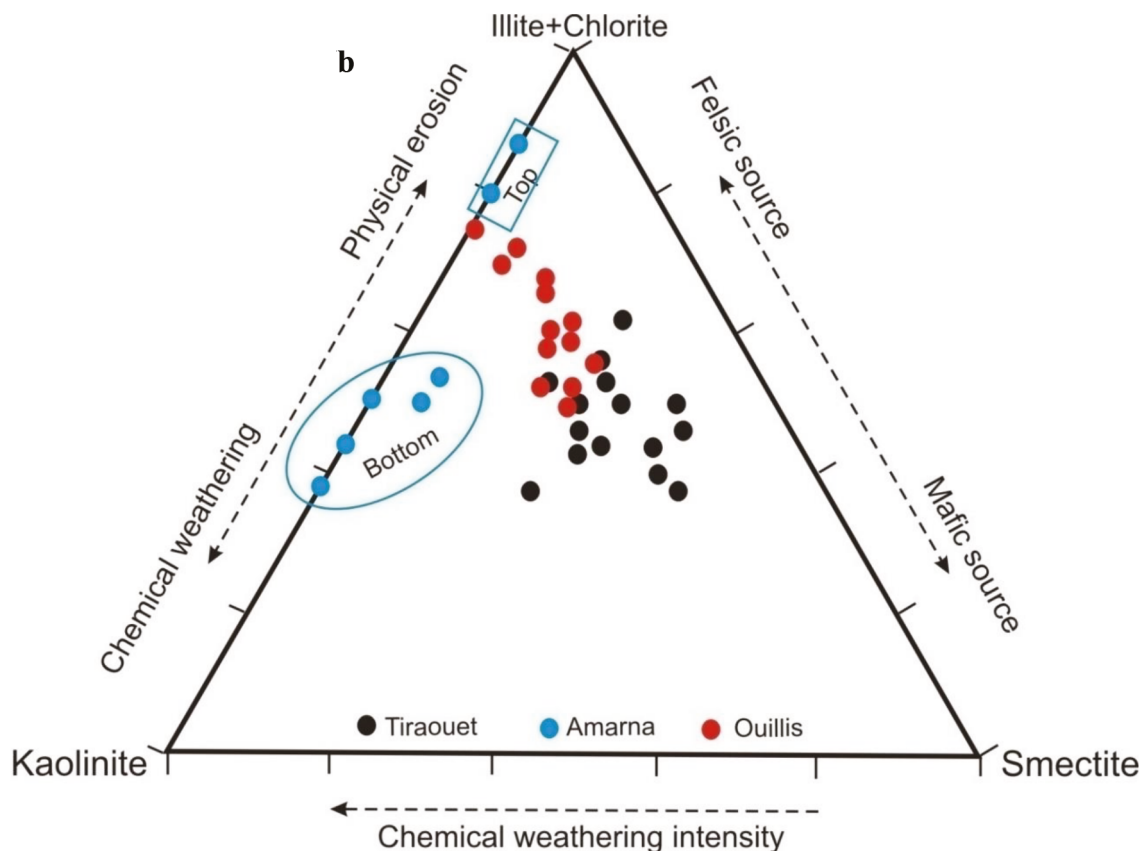 Illite+Chlorite
b
Physical erosion
Felsic source
Top
Bottom
Chemical weathering
Mafic source
Tiraouet
Amarna
Ouillis
Kaolinite
Smectite
Chemical weathering intensity